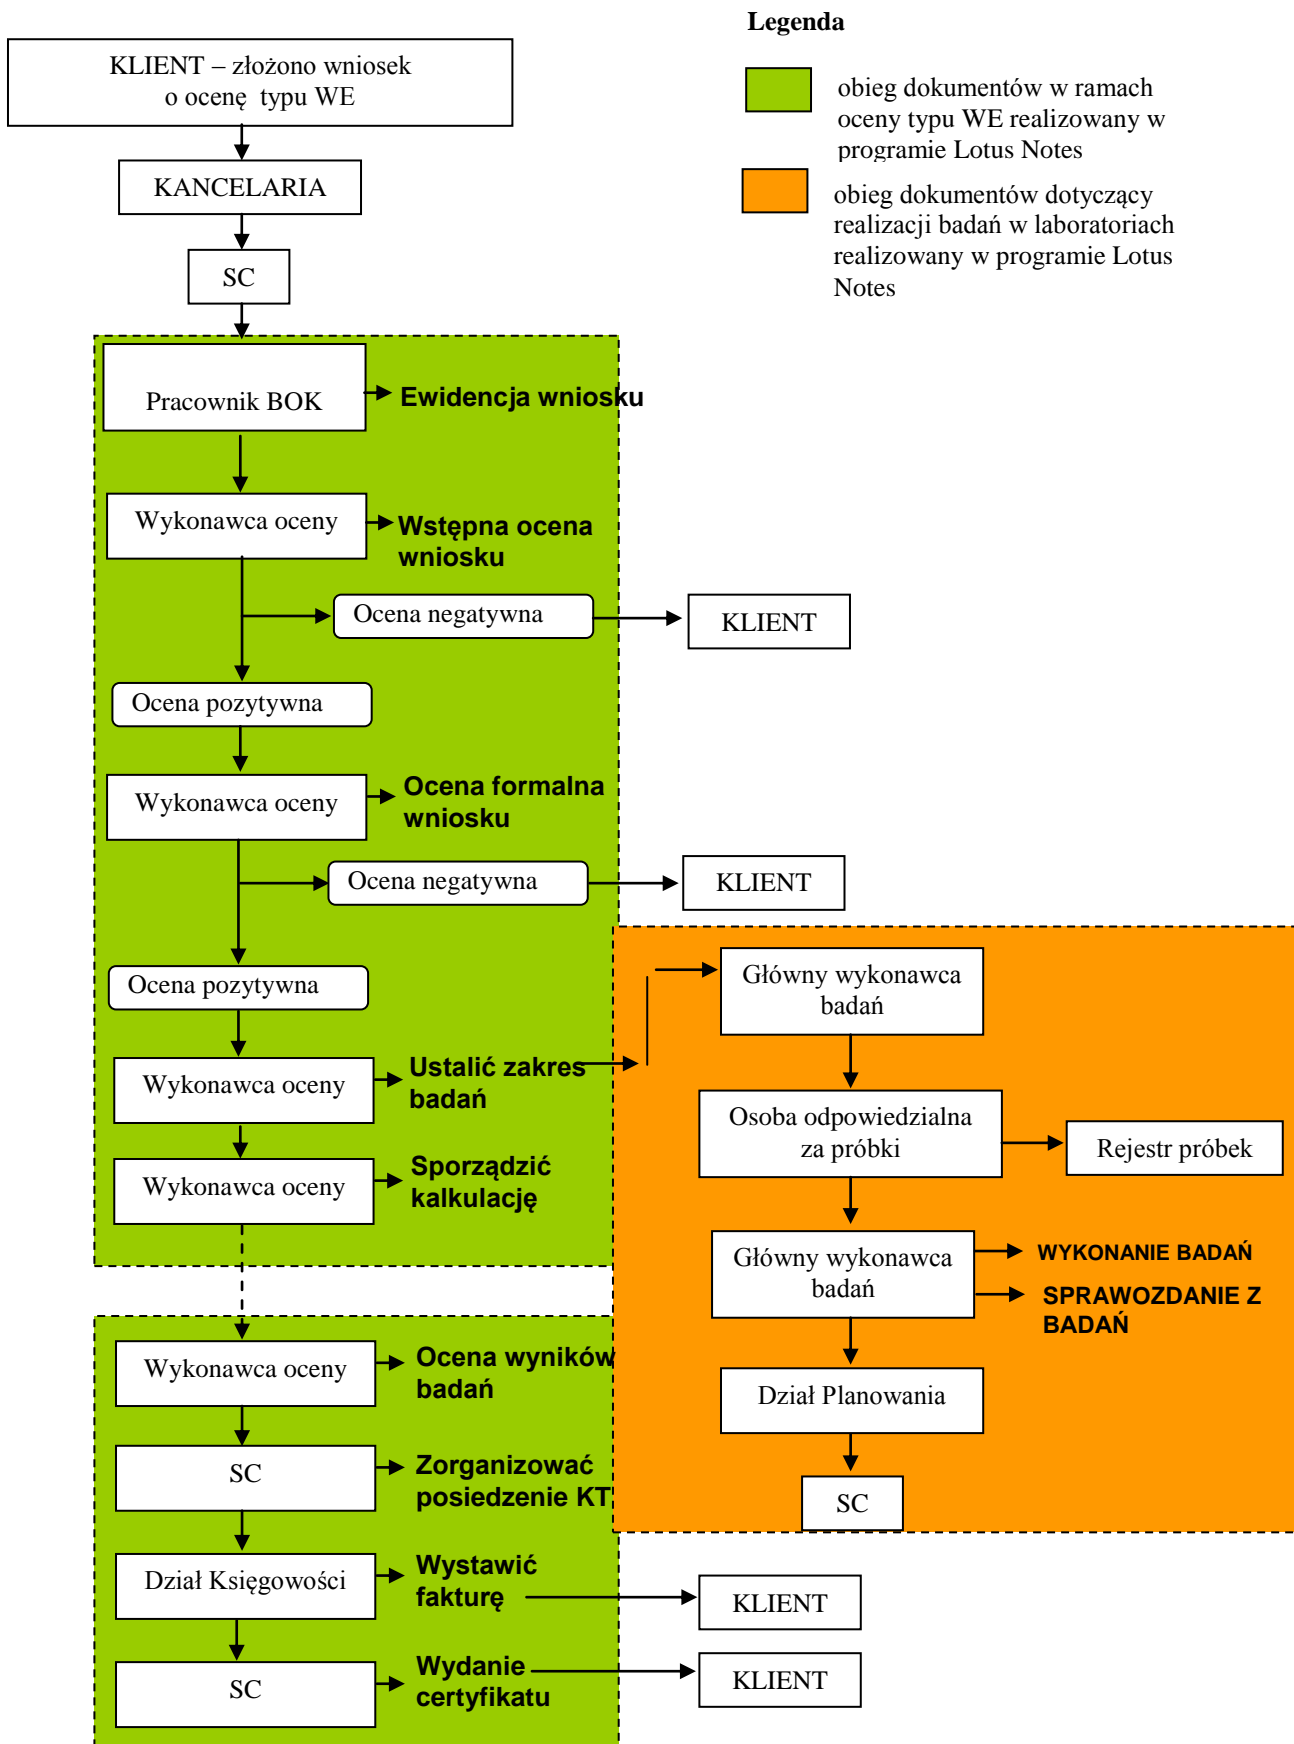 Legenda
KLIENT – złożono wniosek
o ocenę typu WE
obieg dokumentów w ramach
oceny typu WE realizowany w
programie Lotus Notes
KANCELARIA
obieg dokumentów dotyczący
realizacji badań w laboratoriach
realizowany w programie Lotus
Notes
SC
Pracownik BOK
Ewidencja wniosku
Wykonawca oceny
Wstępna ocena
wniosku
Ocena negatywna
KLIENT
Ocena pozytywna
Wykonawca oceny
Ocena formalna
wniosku
Ocena negatywna
KLIENT
Ocena pozytywna
Wykonawca oceny
Ustalić zakres
badań
Wykonawca oceny
Sporządzić
kalkulację
Główny wykonawca
badań
Osoba odpowiedzialna
za próbki
Rejestr próbek
Główny wykonawca
badań
WYKONANIE BADAŃ
SPRAWOZDANIE Z
BADAŃ
Dział Planowania
SC
Wykonawca oceny
Ocena wyników
badań
SC
Zorganizować
posiedzenie KT
Dział Księgowości
Wystawić
fakturę
KLIENT
SC
Wydanie
certyfikatu
KLIENT